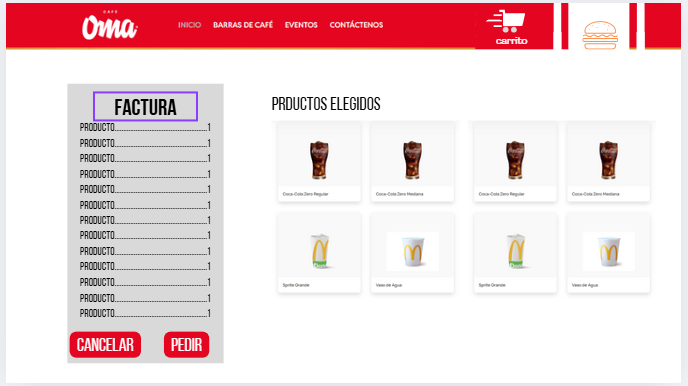 CAFÉ
Oma
INICIO BARRAS DE CAFÉ EVENTOS CONTÁCTENOS
carrito
FACTURA
PRODUCTO..................................................1
PRODUCTO..................................................1
PRODUCTO..................................................1
PRODUCTO..................................................1
PRODUCTO..................................................1
PRODUCTO..................................................1
PRODUCTO..................................................1
PRODUCTO..................................................1
PRODUCTO..................................................1
PRODUCTO..................................................1
PRODUCTO..................................................1
PRODUCTO..................................................1
PRODUCTO..................................................1
CANCELAR PEDIR
PRDUCTOS ELEGIDOS
Coca-Cola Zero Regular Coca-Cola Zero Mediana Coca-Cola Zero Regular Coca-Cola Zero Mediana
Sprite Grande Vaso de Agua Sprite Grande Vaso de Agua